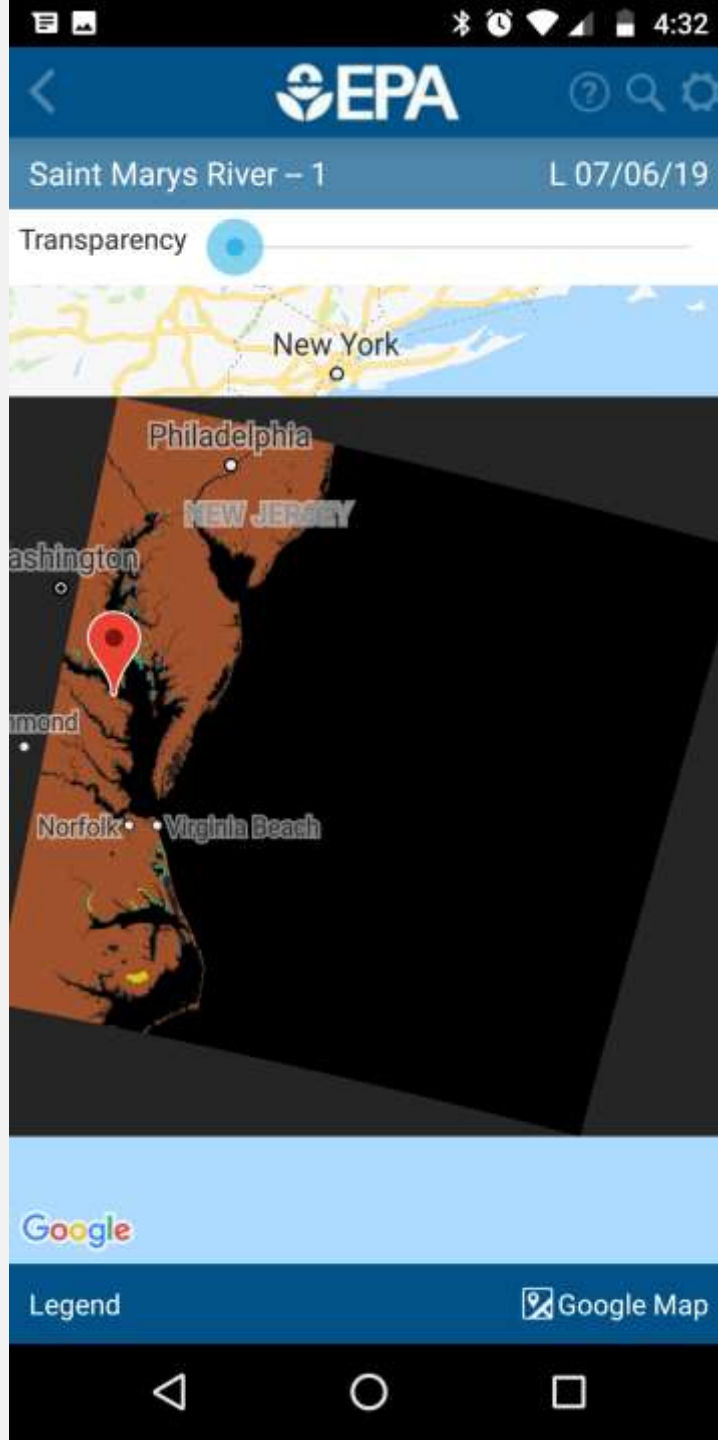 4:32
EPA
Saint Marys River – 1 L 07/06/19
Transparency
New York
Philadelphia
NEW JERSEY
ashington
mond
Norfolk Virginia Beach
Google
Legend Google Map